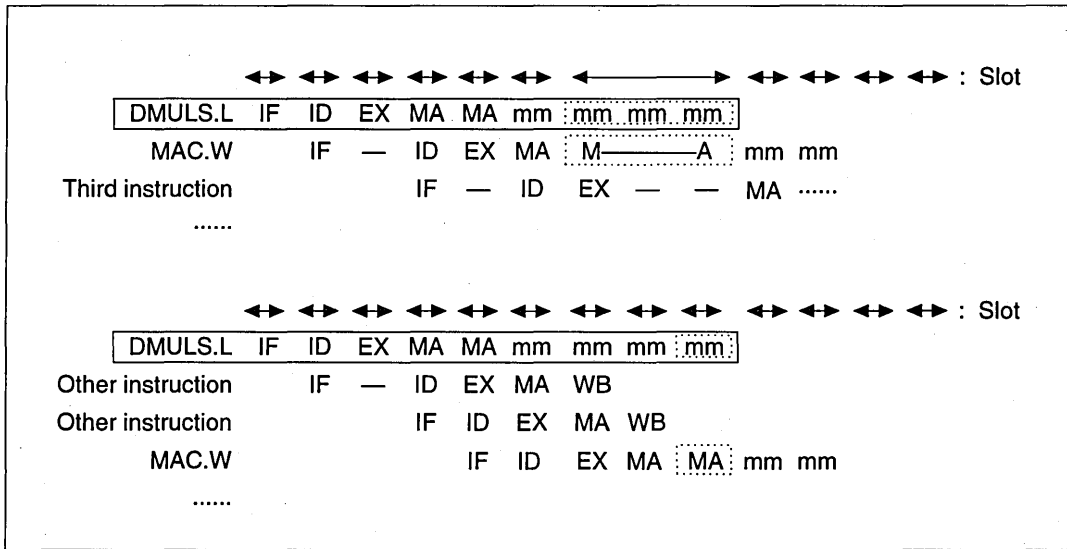 : Slot
DMULS.L IF ID EX MA MA mm mm mm mm
MAC.W IF — ID EX MA M———A mm mm
Third instruction IF — ID EX — — MA ······
······
: Slot
DMULS.L IF ID EX MA MA mm mm mm mm
Other instruction IF — ID EX MA WB
Other instruction IF ID EX MA WB
MAC.W IF ID EX MA MA mm mm
······